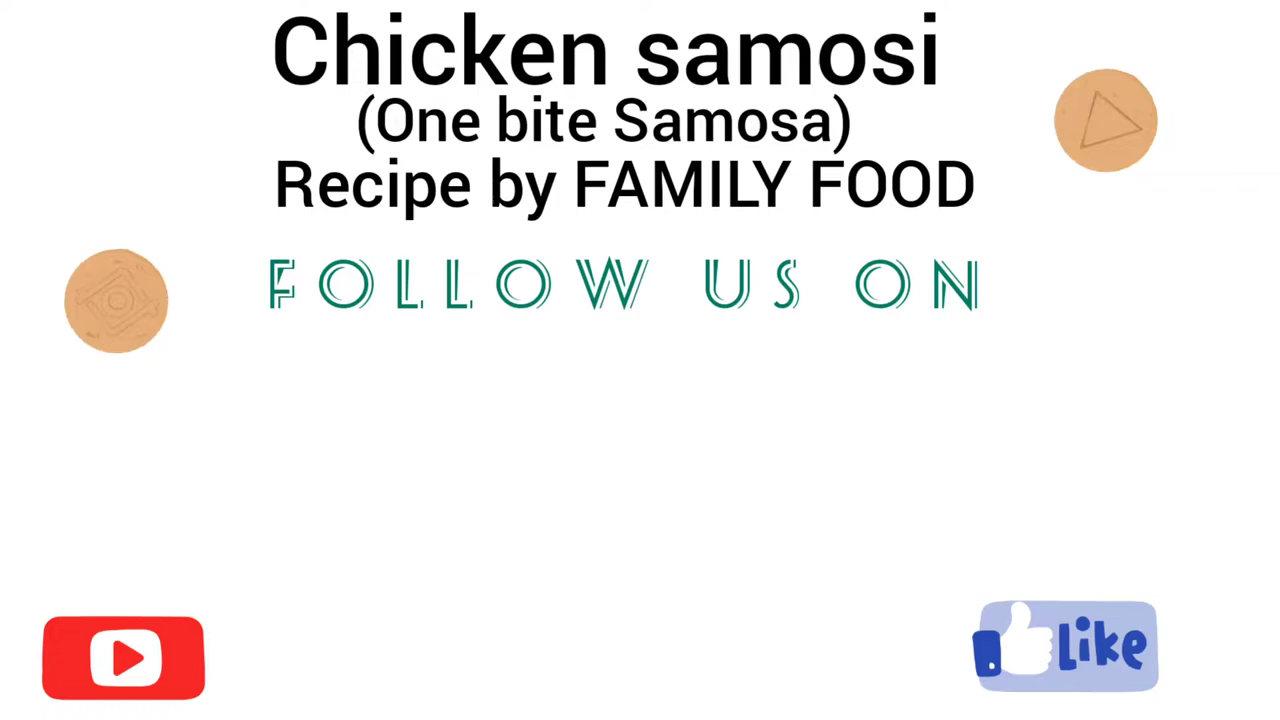 Chicken samosi
(One bite Samosa)
Recipe by FAMILY FOOD
FOLLOW US ON
Like